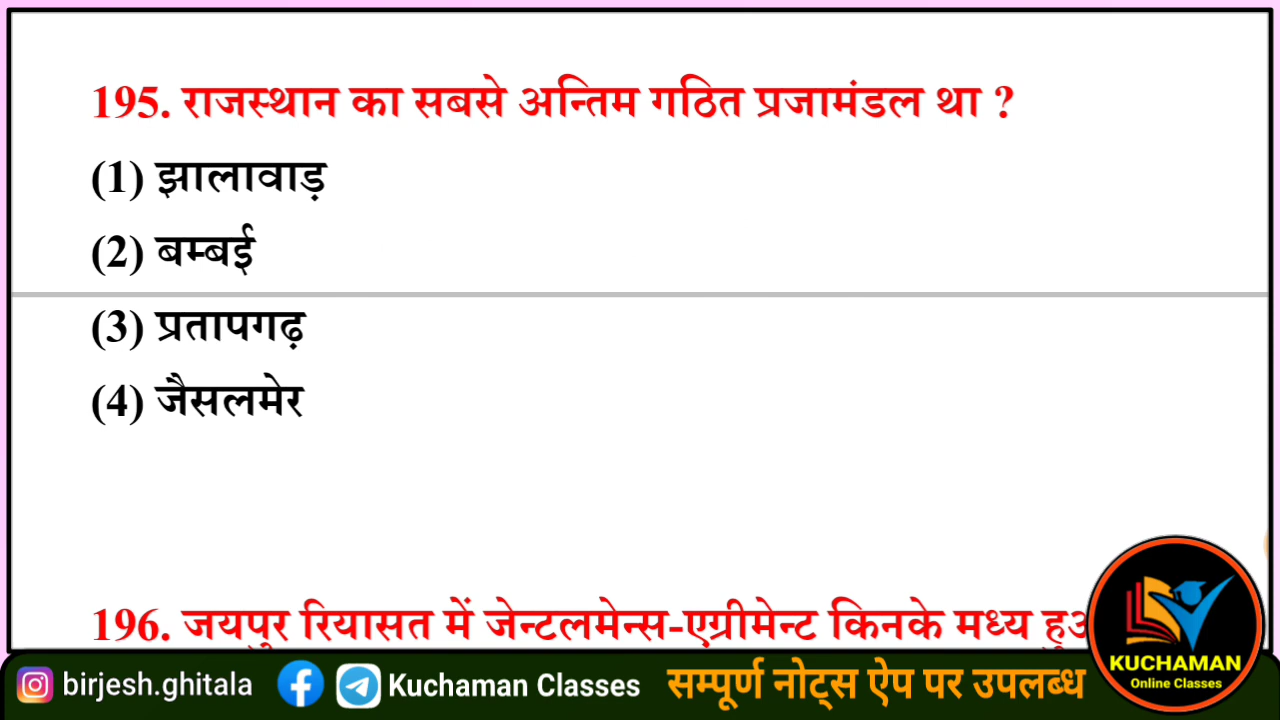 195. राजस्थान का सबसे अन्तिम गठित प्रजामंडल था ?
(1) झालावाड़
(2) बम्बई
(3) प्रतापगढ़
(4) जैसलमेर
196. जयपुर रियासत में जेन्टलमेन्स-एग्रीमेन्ट किनके मध्य
birjesh.ghitala Kuchaman Classes सम्पूर्ण नोट्स ऐप पर उपलब्ध
KUCHAMAN
Online Classes